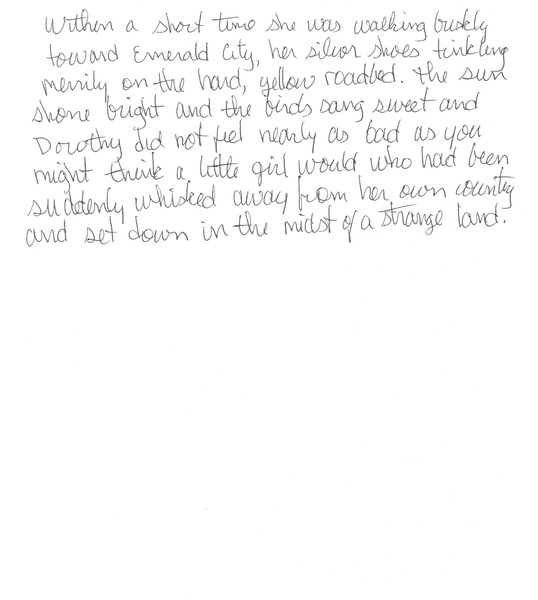 Within a short time she was walking briskly
toward Emerald City, her silver shoes tinkling
merrily on the hard, yellow roadbed. The sun
shone bright and the birds sang sweet and
Dorothy did not feel nearly as bad as you
might think a little girl would who had been
suddenly whisked away from her own country
and set down in the midst of a strange land.